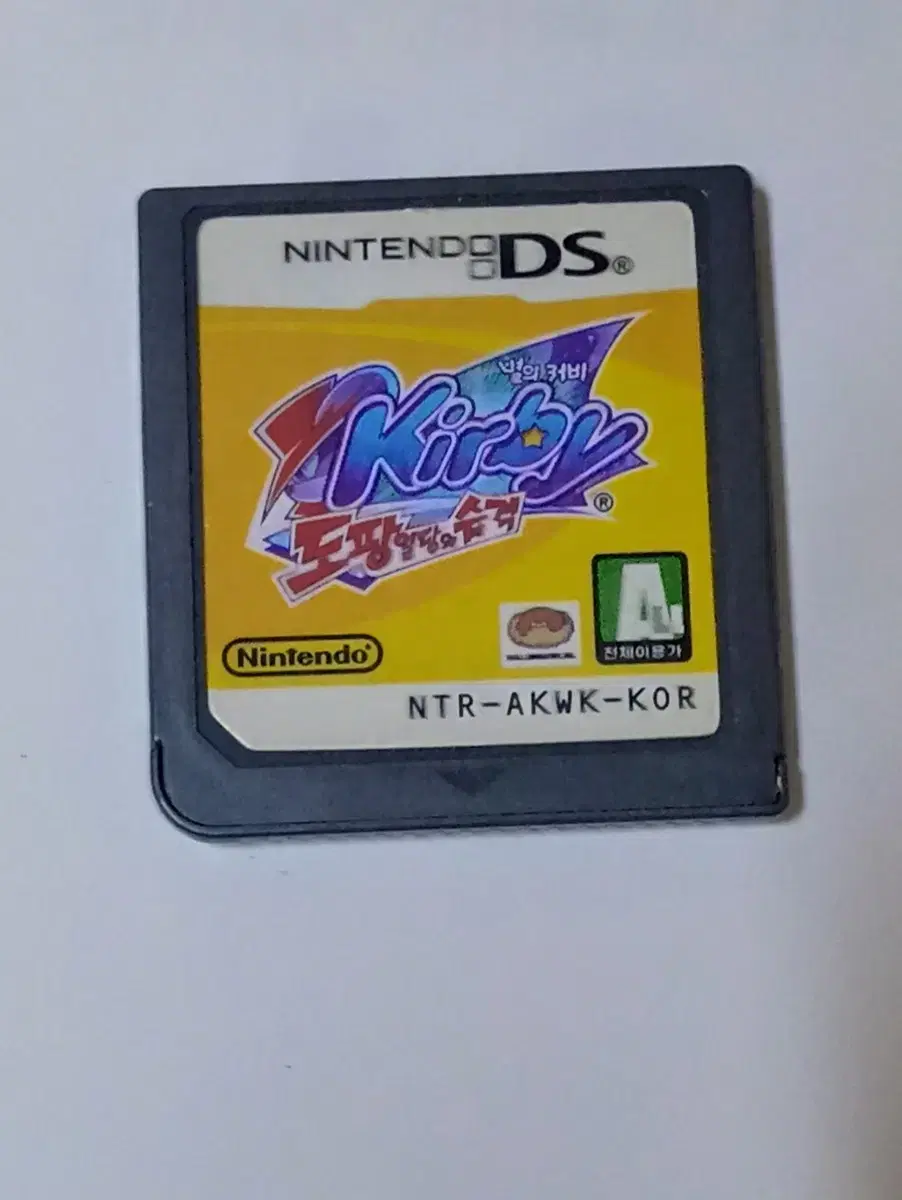 NINTENDO DS®
별의 커비
Kirby®
도팡일당의 습격
Nintendo®
전체이용가
NTR-AKWK-KOR